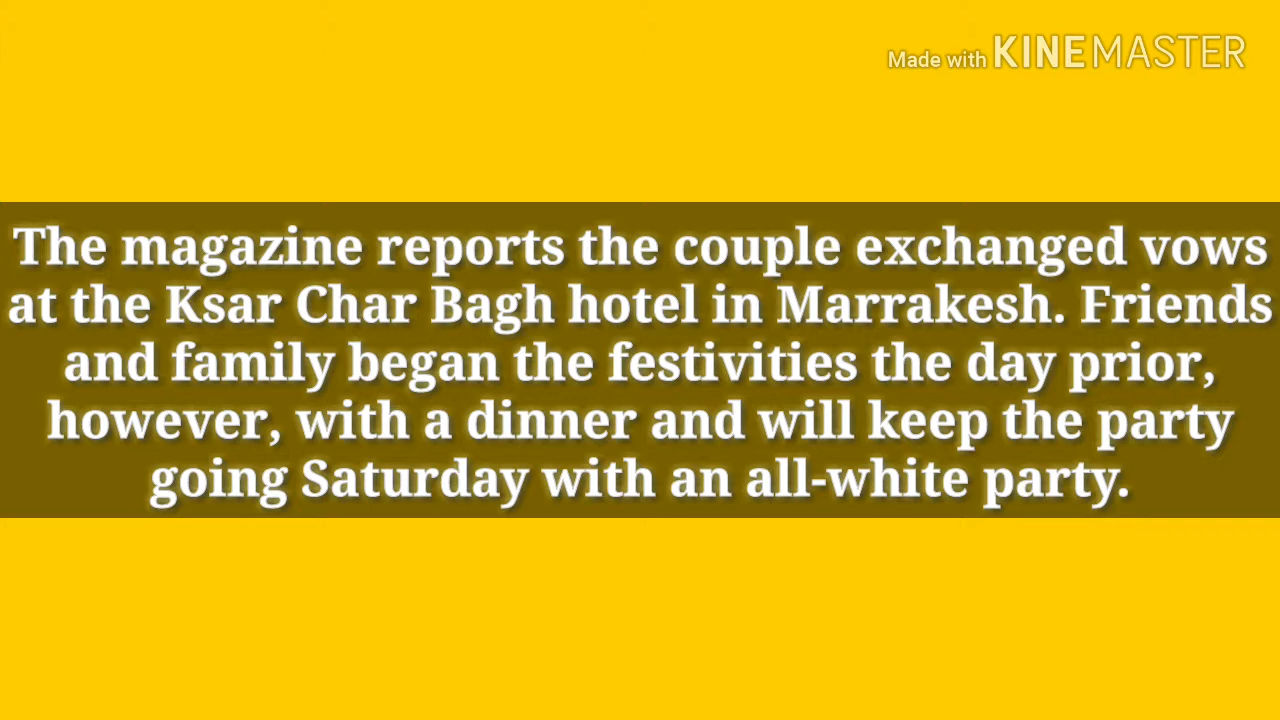 Made with KINEMASTER
The magazine reports the couple exchanged vows
at the Ksar Char Bagh hotel in Marrakesh. Friends
and family began the festivities the day prior,
however, with a dinner and will keep the party
going Saturday with an all-white party.